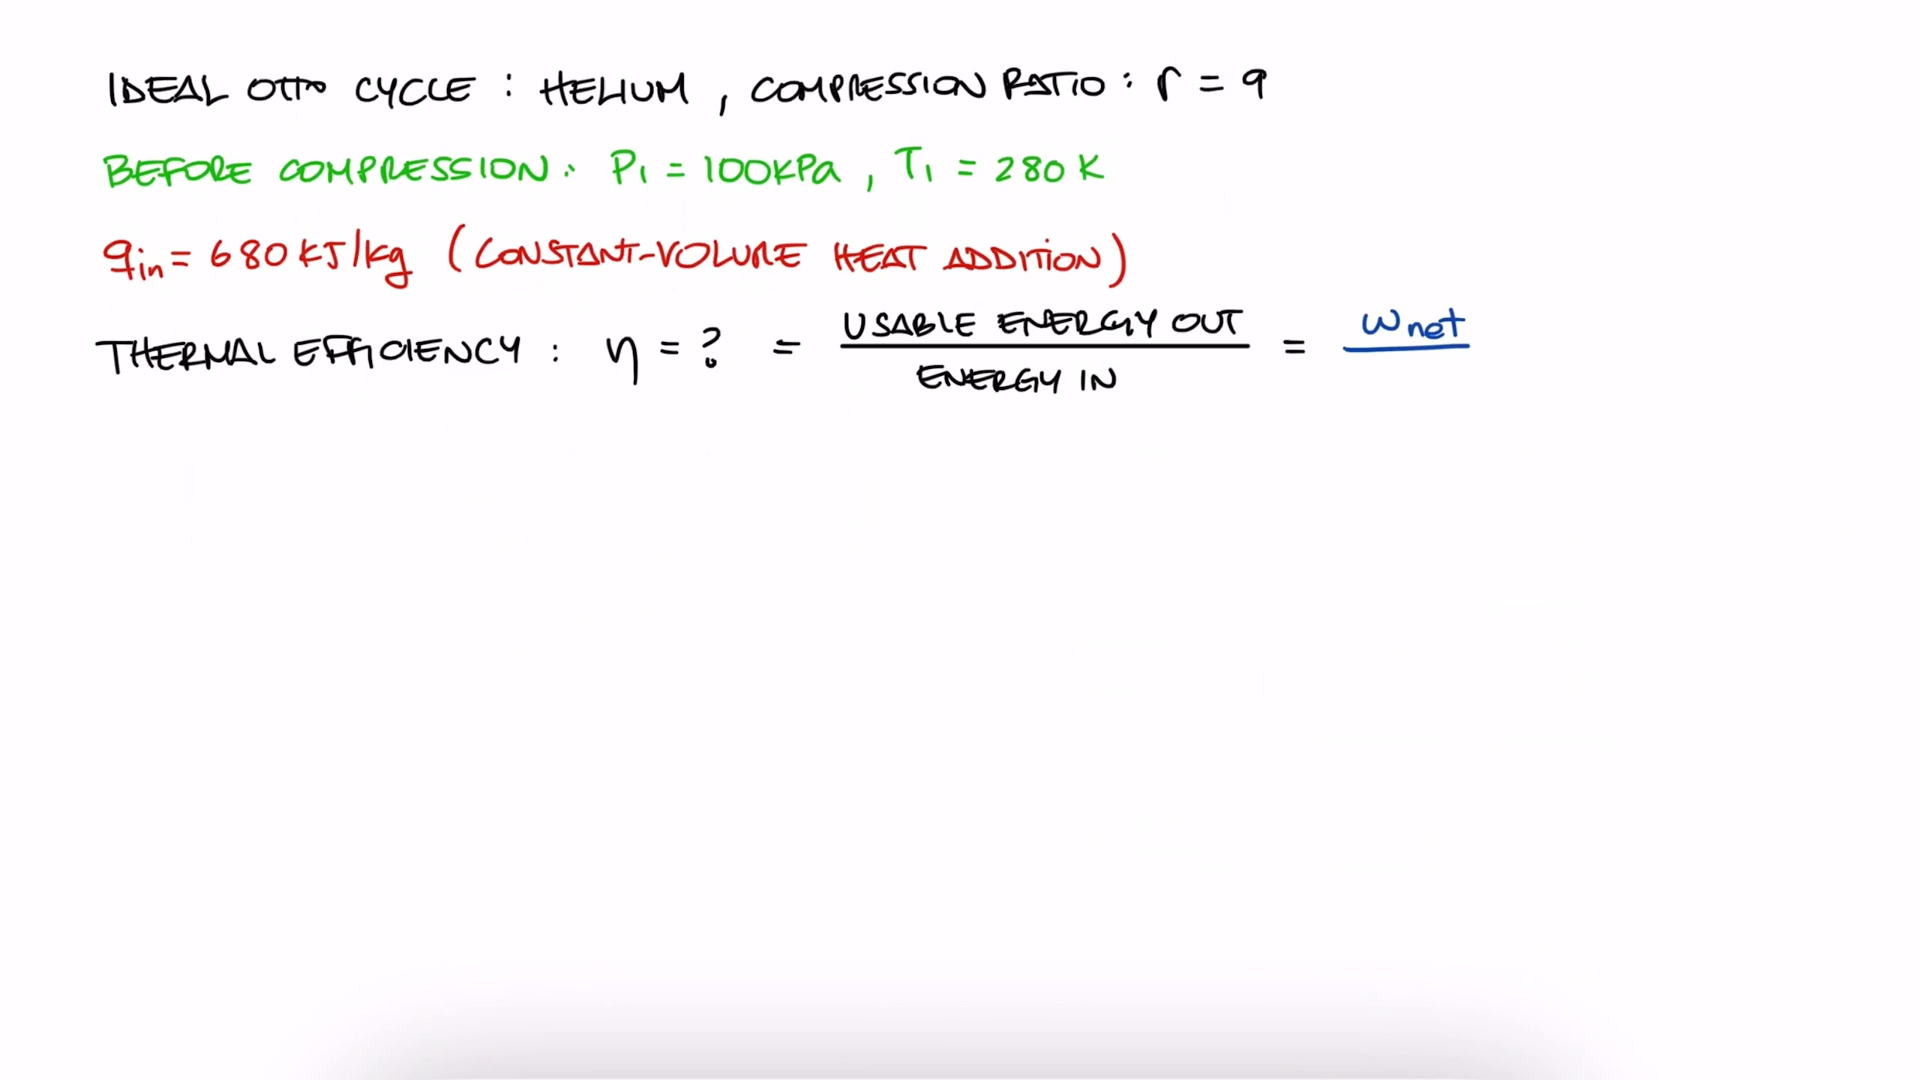 IDEAL OTTO CYCLE : HELIUM , COMPRESSION RATIO : r = 9
BEFORE COMPRESSION : P1 = 100kPa , T1 = 280 K
qin = 680 kJ/kg (CONSTANT-VOLUME HEAT ADDITION)
THERMAL EFFICIENCY : η = ? = USABLE ENERGY OUT / ENERGY IN = wnet